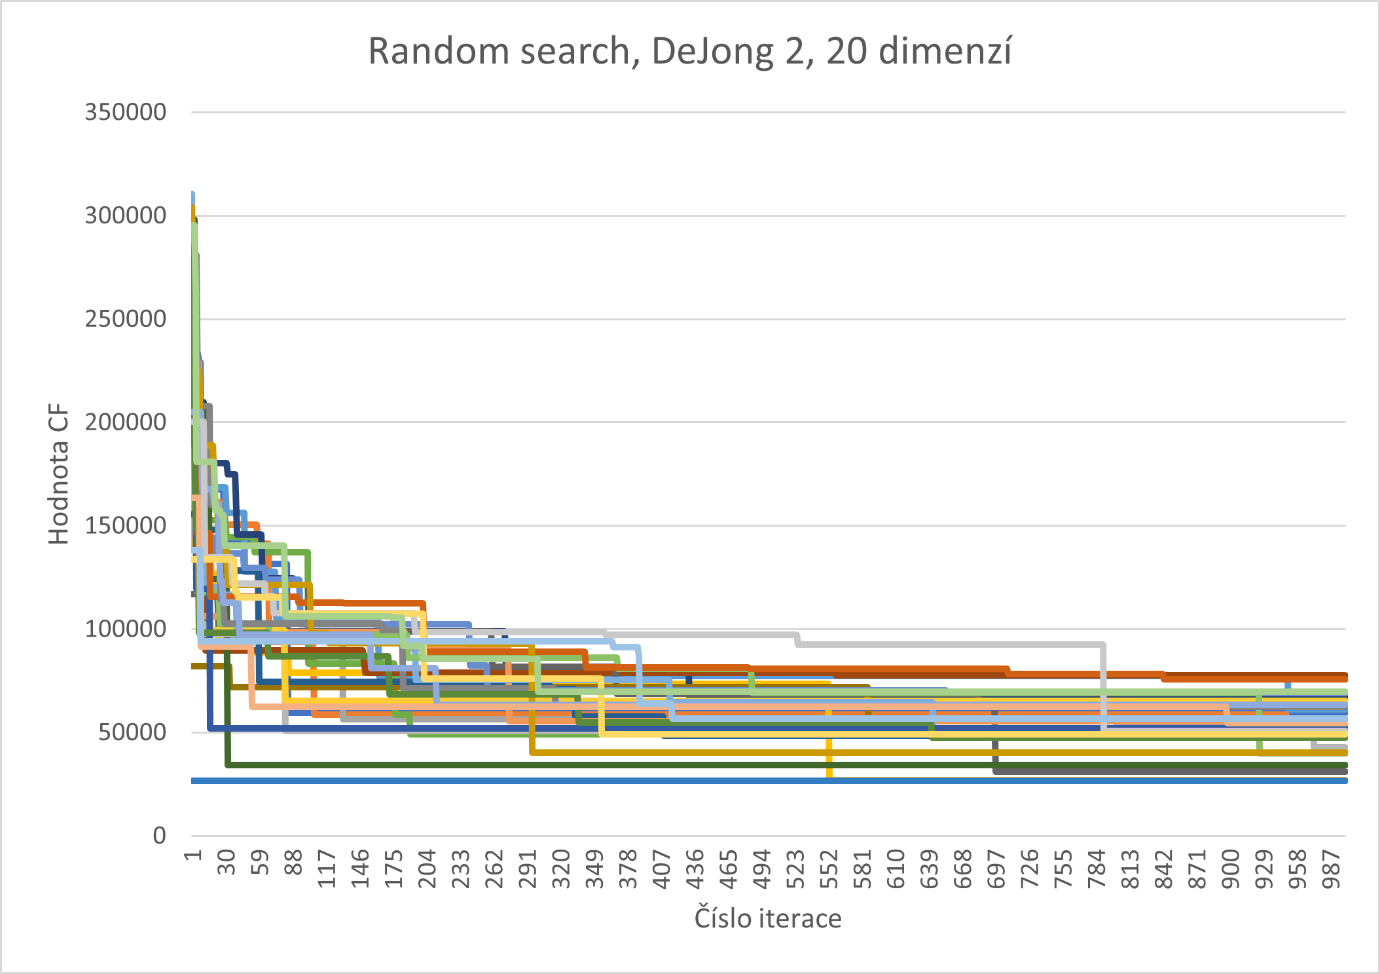 Random search, DeJong 2, 20 dimenzí
350000
300000
250000
200000
150000
100000
50000
0
Hodnota CF
1 30 59 88 117 146 175 204 233 262 291 320 349 378 407 436 465 494 523 552 581 610 639 668 697 726 755 784 813 842 871 900 929 958 987
Číslo iterace